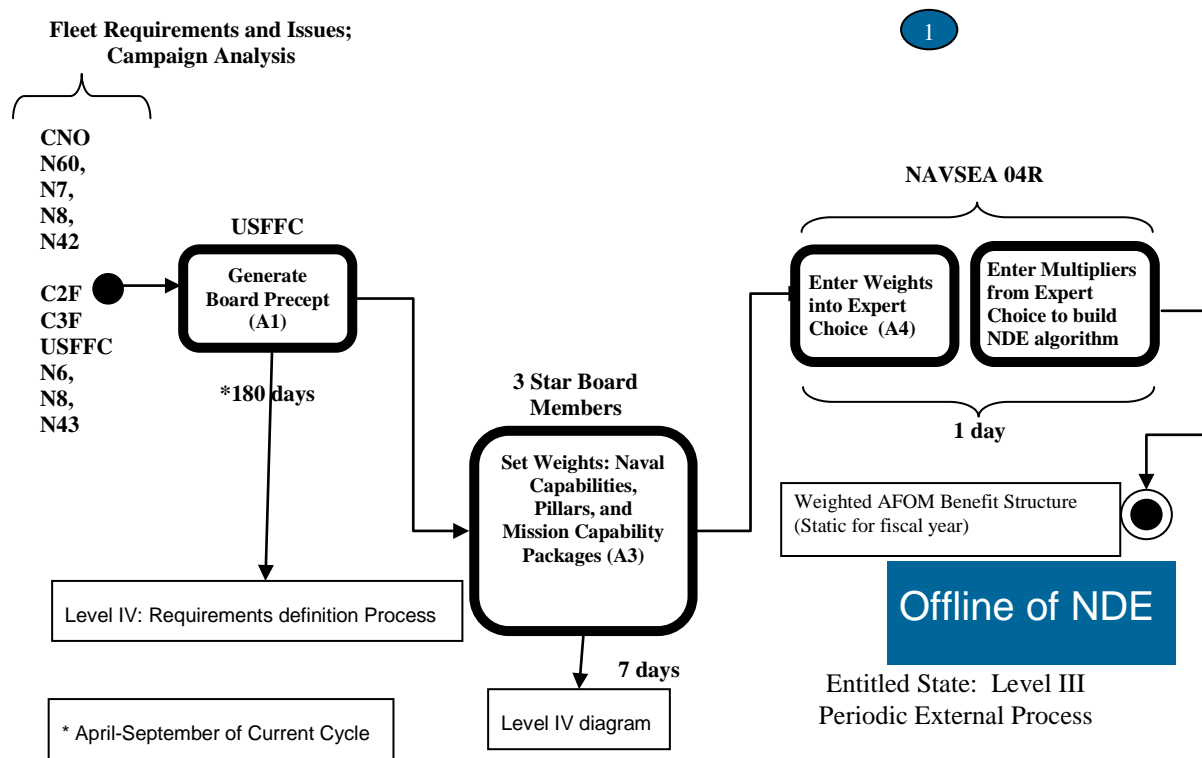 Fleet Requirements and Issues;
Campaign Analysis
1
CNO
N60,
N7,
N8,
N42
C2F
C3F
USFFC
N6,
N8,
N43
USFFC
Generate
Board Precept
(A1)
*180 days
3 Star Board
Members
Set Weights: Naval
Capabilities,
Pillars, and
Mission Capability
Packages (A3)
7 days
NAVSEA 04R
Enter Weights
into Expert
Choice (A4)
Enter Multipliers
from Expert
Choice to build
NDE algorithm
1 day
Weighted AFOM Benefit Structure
(Static for fiscal year)
Offline of NDE
Entitled State: Level III
Periodic External Process
Level IV: Requirements definition Process
Level IV diagram
* April-September of Current Cycle